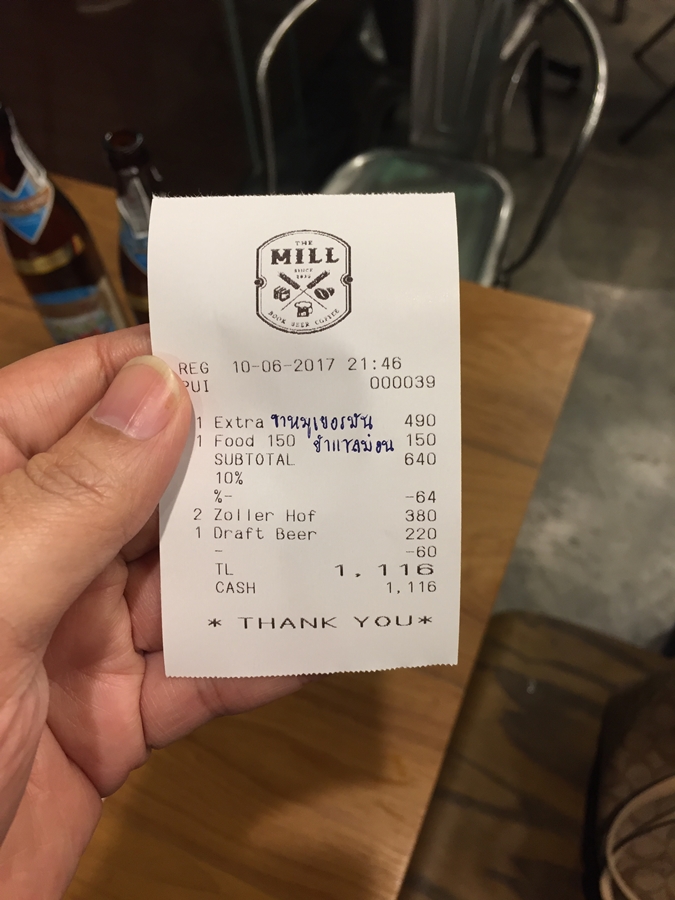 THE
MILL
SINCE
BOOK BEER COFFEE
REG 10-06-2017 21:46
PUI 000039
1 Extra ขาหมูเยอรมัน 490
1 Food 150 ยำแซลม่อน 150
SUBTOTAL 640
10%
%- -64
2 Zoller Hof 380
1 Draft Beer 220
- -60
TL 1,116
CASH 1,116
* THANK YOU*